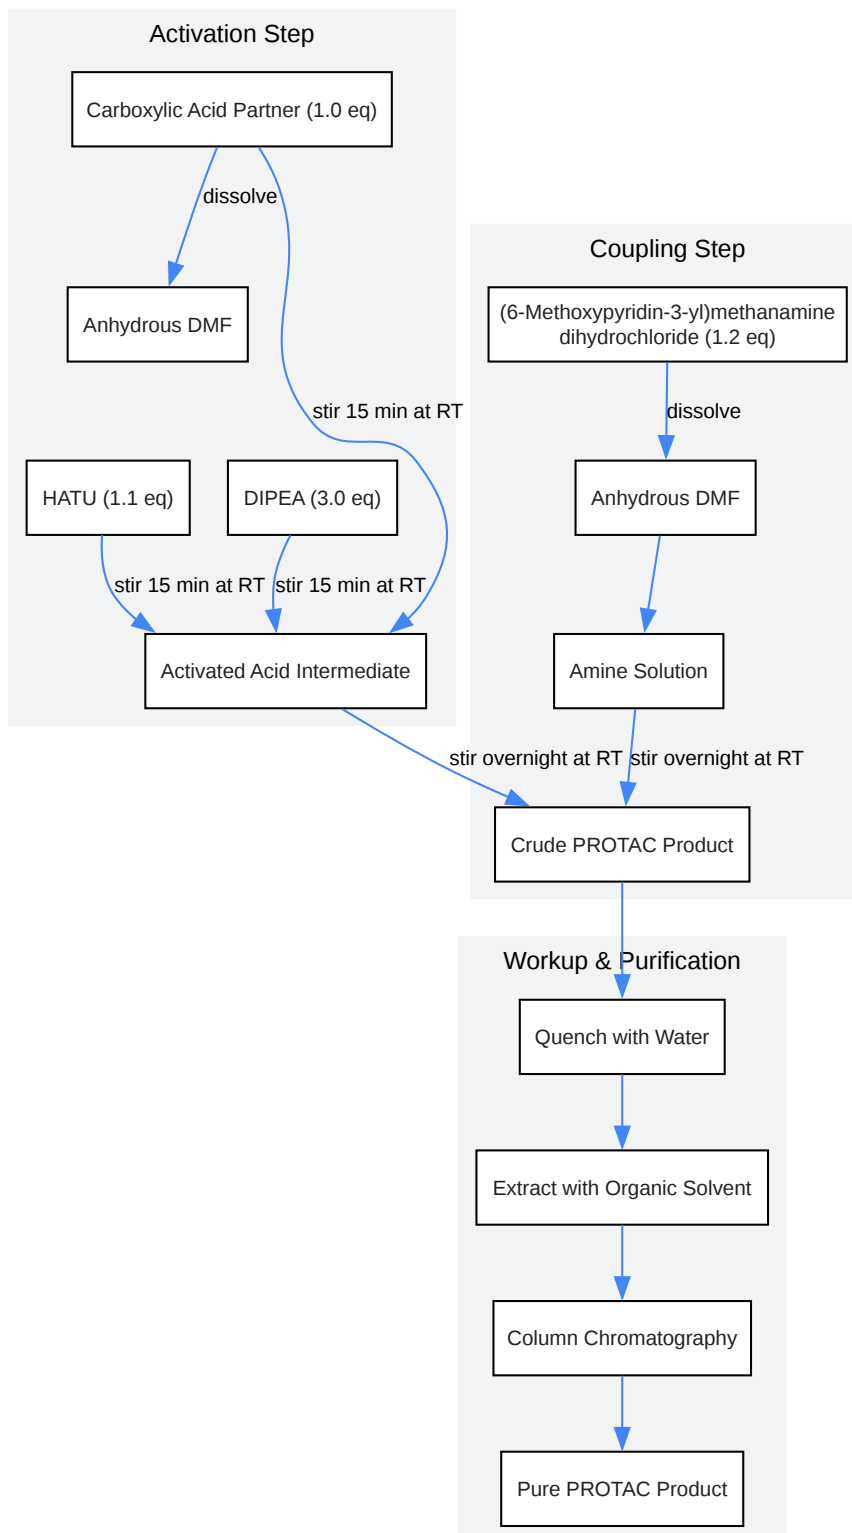 Activation Step
Carboxylic Acid Partner (1.0 eq)
dissolve
Anhydrous DMF
stir 15 min at RT
HATU (1.1 eq)
DIPEA (3.0 eq)
stir 15 min at RT
stir 15 min at RT
Activated Acid Intermediate
Coupling Step
(6-Methoxypyridin-3-yl)methanamine
dihydrochloride (1.2 eq)
dissolve
Anhydrous DMF
Amine Solution
stir overnight at RT
stir overnight at RT
Crude PROTAC Product
Workup & Purification
Quench with Water
Extract with Organic Solvent
Column Chromatography
Pure PROTAC Product